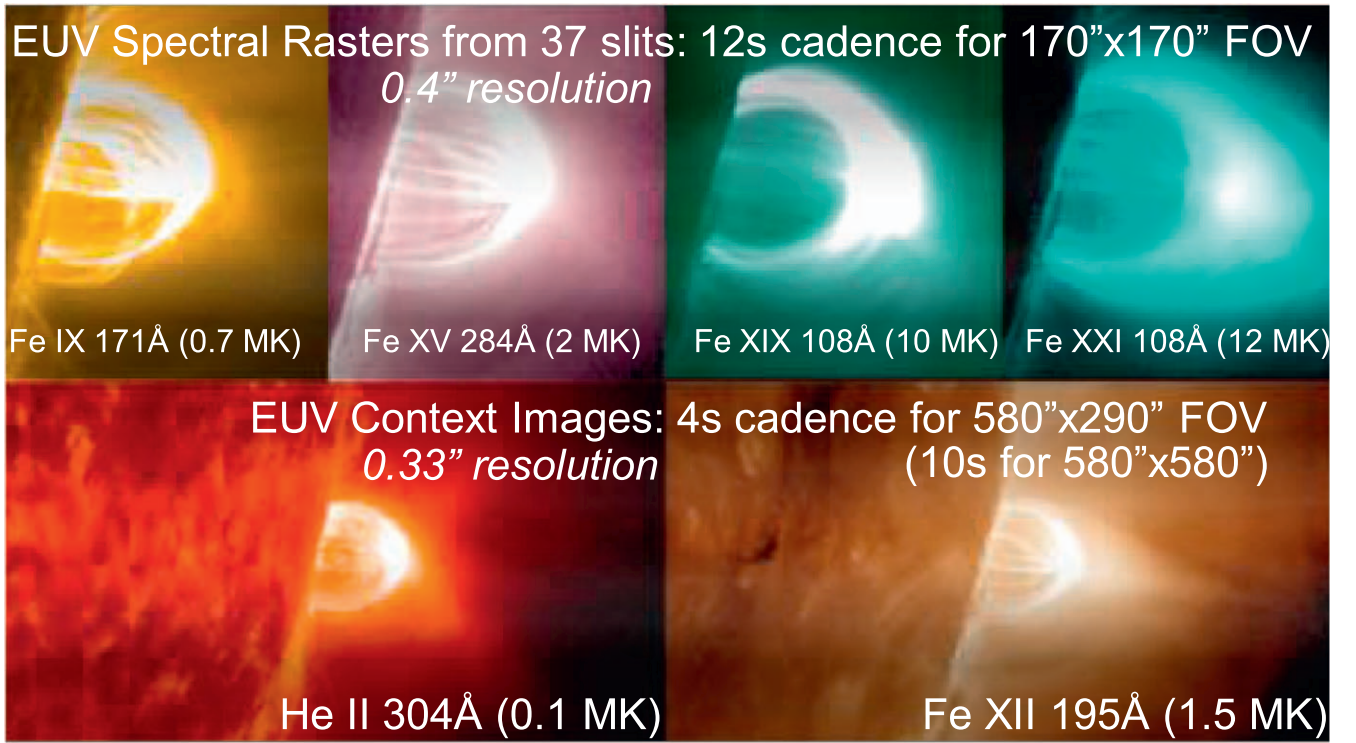 EUV Spectral Rasters from 37 slits: 12s cadence for 170”x170” FOV
0.4” resolution
Fe IX 171Å (0.7 MK)
Fe XV 284Å (2 MK)
Fe XIX 108Å (10 MK)
Fe XXI 108Å (12 MK)
EUV Context Images: 4s cadence for 580”x290” FOV
0.33” resolution
(10s for 580”x580”)
He II 304Å (0.1 MK)
Fe XII 195Å (1.5 MK)